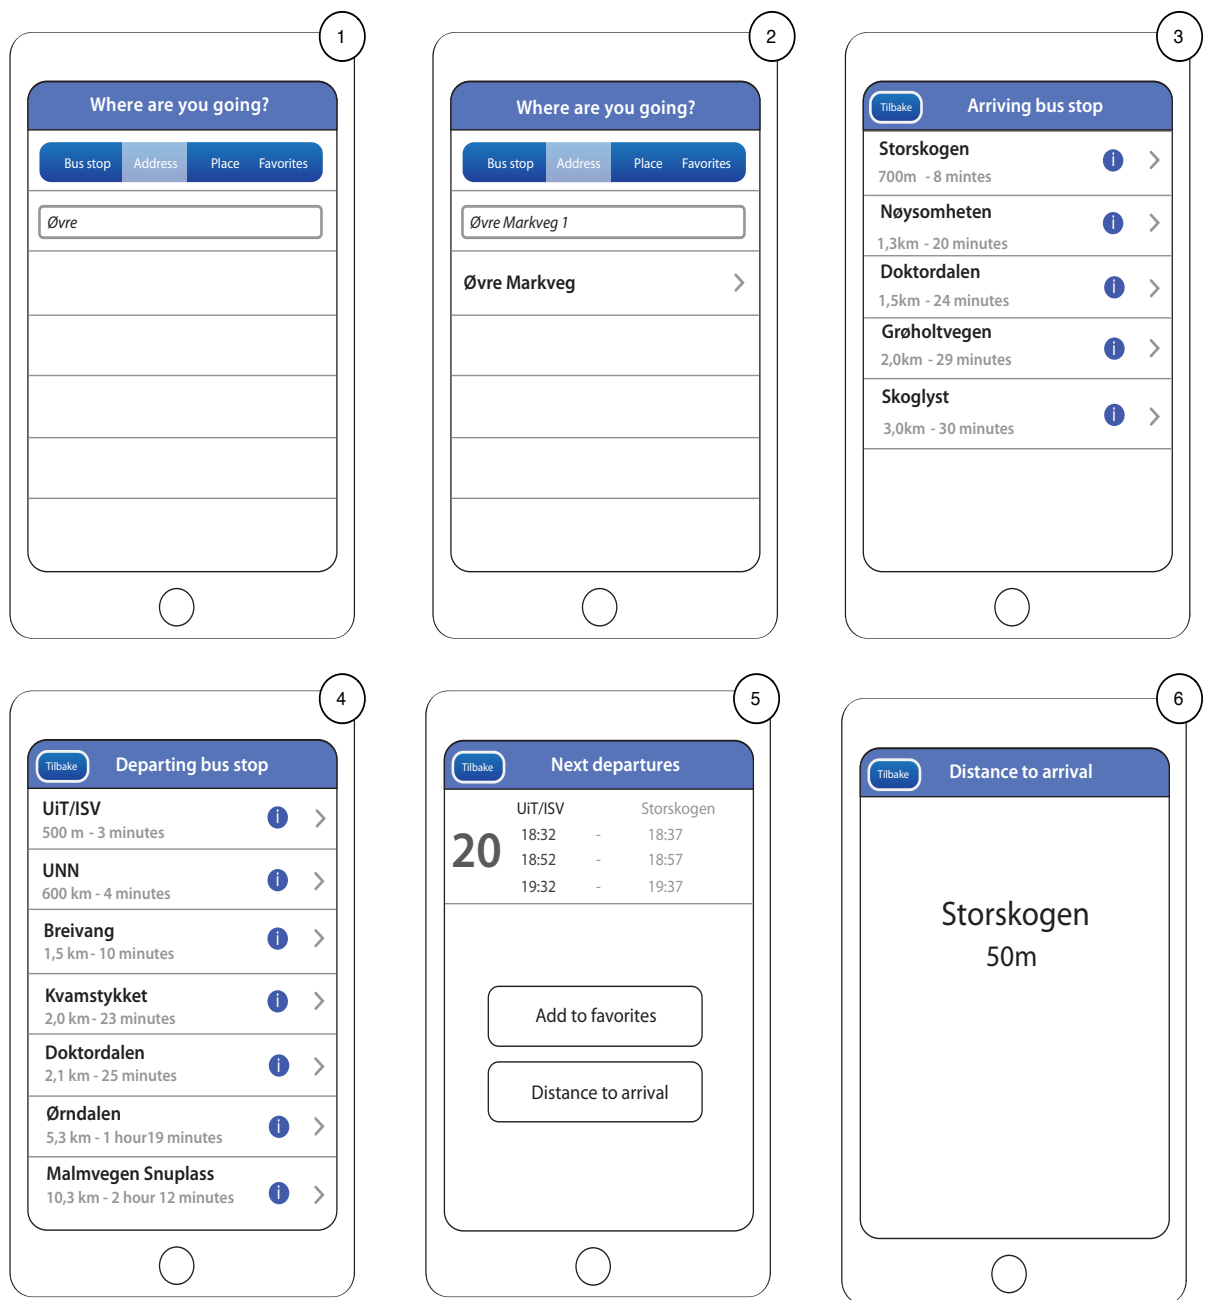 1
Where are you going?
Bus stop Address Place Favorites
Øvre
2
Where are you going?
Bus stop Address Place Favorites
Øvre Markveg 1
Øvre Markveg
3
Tilbake Arriving bus stop
Storskogen
700m - 8 mintes
i
Nøysomheten
1,3km - 20 minutes
i
Doktordalen
1,5km - 24 minutes
i
Grøholtvegen
2,0km - 29 minutes
i
Skoglyst
3,0km - 30 minutes
i
4
Tilbake Departing bus stop
UiT/ISV
500 m - 3 minutes
i
UNN
600 km - 4 minutes
i
Breivang
1,5 km - 10 minutes
i
Kvamstykket
2,0 km - 23 minutes
i
Doktordalen
2,1 km - 25 minutes
i
Ørndalen
5,3 km - 1 hour19 minutes
i
Malmvegen Snuplass
10,3 km - 2 hour 12 minutes
i
5
Tilbake Next departures
UiT/ISV Storskogen
20
18:32 - 18:37
18:52 - 18:57
19:32 - 19:37
Add to favorites
Distance to arrival
6
Tilbake Distance to arrival
Storskogen
50m